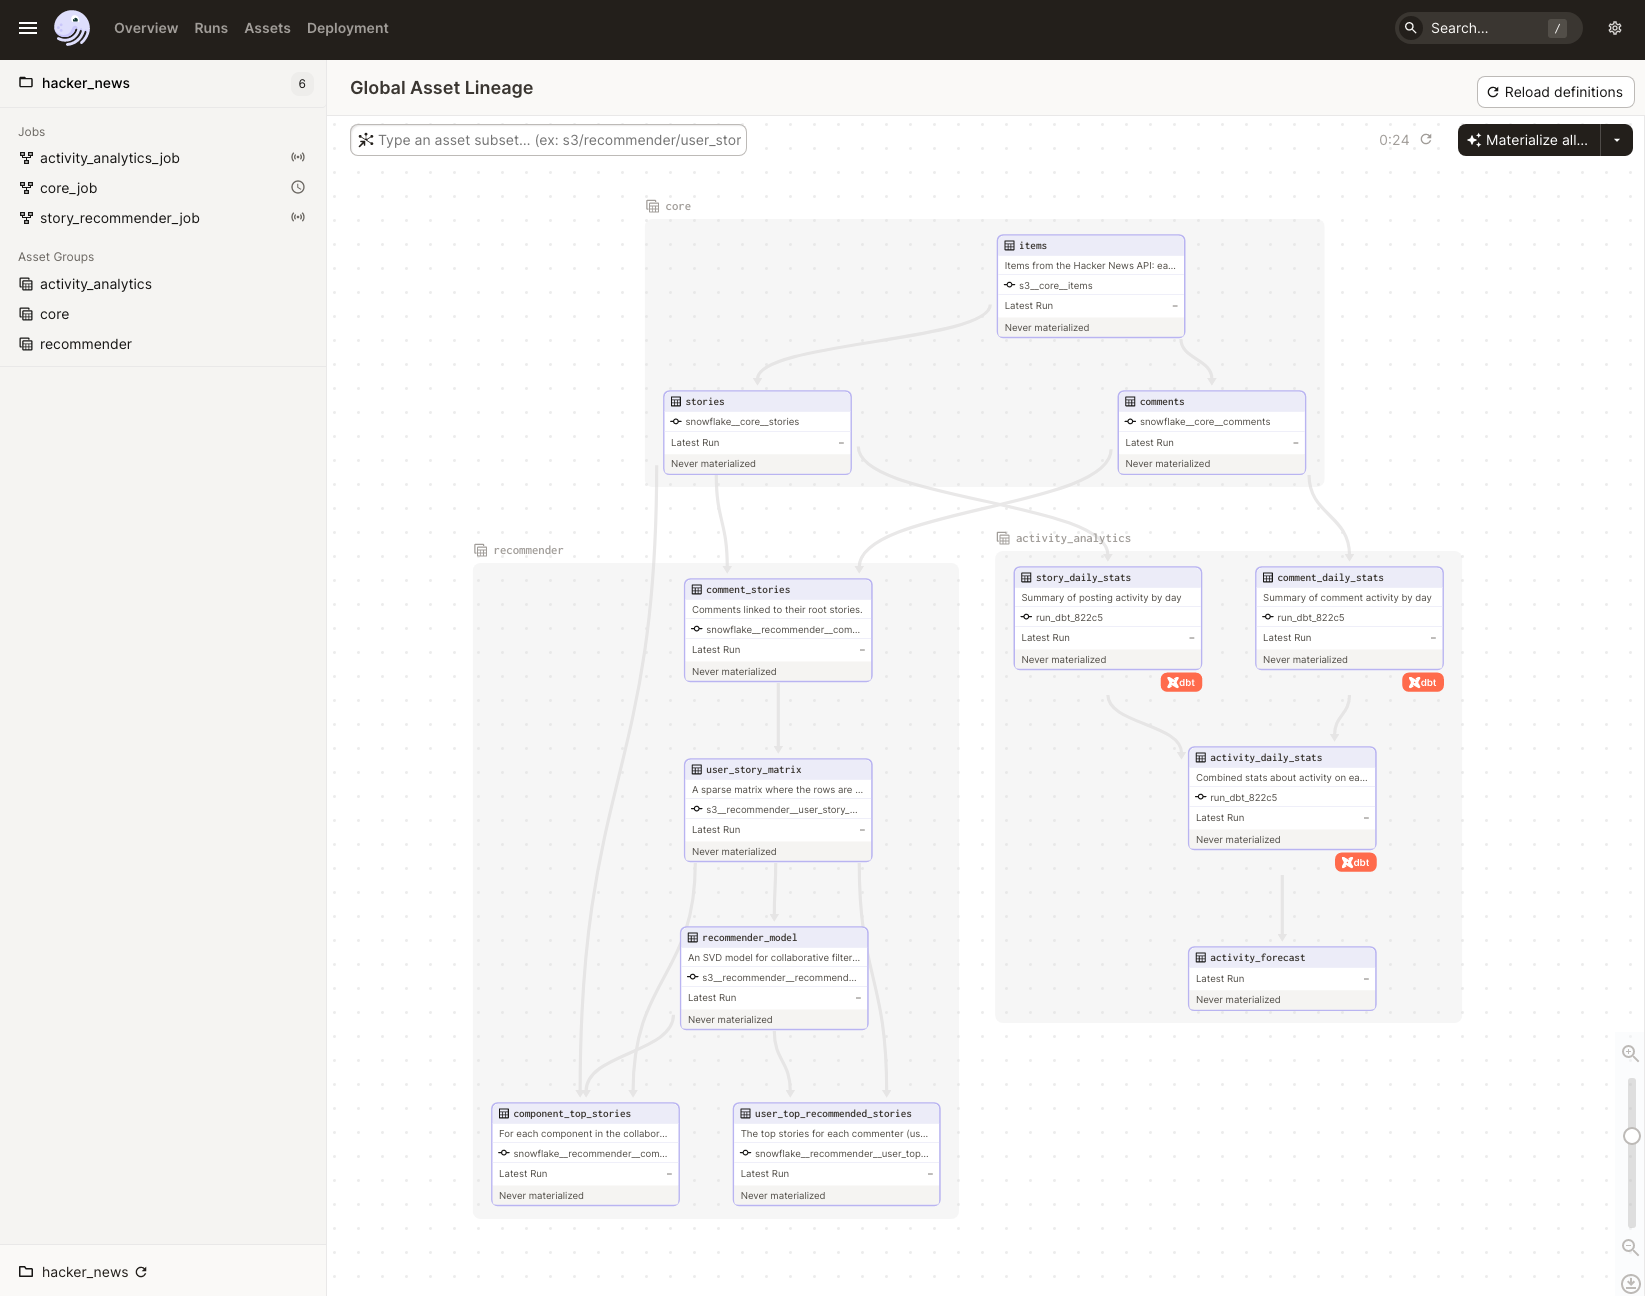 Overview Runs Assets Deployment
Search... /
hacker_news 6
Jobs
activity_analytics_job
core_job
story_recommender_job
Asset Groups
activity_analytics
core
recommender
hacker_news
Global Asset Lineage
Reload definitions
Type an asset subset... (ex: s3/recommender/user_stor
0:24
Materialize all...
core
items
Items from the Hacker News API: ea...
s3__core__items
Latest Run –
Never materialized
stories
snowflake__core__stories
Latest Run –
Never materialized
comments
snowflake__core__comments
Latest Run –
Never materialized
recommender
comment_stories
Comments linked to their root stories.
snowflake__recommender__com...
Latest Run –
Never materialized
user_story_matrix
A sparse matrix where the rows are ...
s3__recommender__user_story_...
Latest Run –
Never materialized
recommender_model
An SVD model for collaborative filter...
s3__recommender__recommend...
Latest Run –
Never materialized
component_top_stories
For each component in the collabor...
snowflake__recommender__com...
Latest Run –
Never materialized
user_top_recommended_stories
The top stories for each commenter (us...
snowflake__recommender__user_top...
Latest Run –
Never materialized
activity_analytics
story_daily_stats
Summary of posting activity by day
run_dbt_822c5
Latest Run –
Never materialized
dbt
comment_daily_stats
Summary of comment activity by day
run_dbt_822c5
Latest Run –
Never materialized
dbt
activity_daily_stats
Combined stats about activity on ea...
run_dbt_822c5
Latest Run –
Never materialized
dbt
activity_forecast
Latest Run –
Never materialized